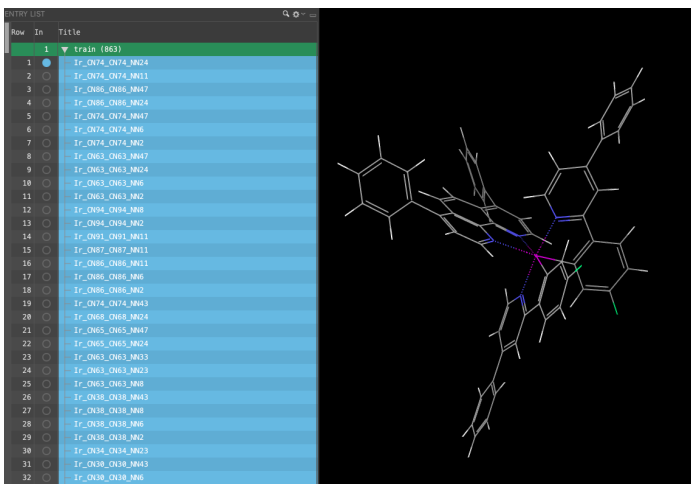 ENTRY LIST
Row In Title
1 train (863)
1 Ir_CN74_CN74_NN24
2 Ir_CN74_CN74_NN11
3 Ir_CN86_CN86_NN47
4 Ir_CN86_CN86_NN24
5 Ir_CN74_CN74_NN47
6 Ir_CN74_CN74_NN6
7 Ir_CN74_CN74_NN2
8 Ir_CN63_CN63_NN47
9 Ir_CN63_CN63_NN24
10 Ir_CN63_CN63_NN6
11 Ir_CN63_CN63_NN2
12 Ir_CN94_CN94_NN8
13 Ir_CN94_CN94_NN2
14 Ir_CN91_CN91_NN11
15 Ir_CN87_CN87_NN11
16 Ir_CN86_CN86_NN11
17 Ir_CN86_CN86_NN6
18 Ir_CN86_CN86_NN2
19 Ir_CN74_CN74_NN43
20 Ir_CN68_CN68_NN24
21 Ir_CN65_CN65_NN47
22 Ir_CN65_CN65_NN24
23 Ir_CN63_CN63_NN33
24 Ir_CN63_CN63_NN23
25 Ir_CN63_CN63_NN8
26 Ir_CN38_CN38_NN43
27 Ir_CN38_CN38_NN8
28 Ir_CN38_CN38_NN6
29 Ir_CN38_CN38_NN2
30 Ir_CN34_CN34_NN23
31 Ir_CN30_CN30_NN43
32 Ir_CN30_CN30_NN6